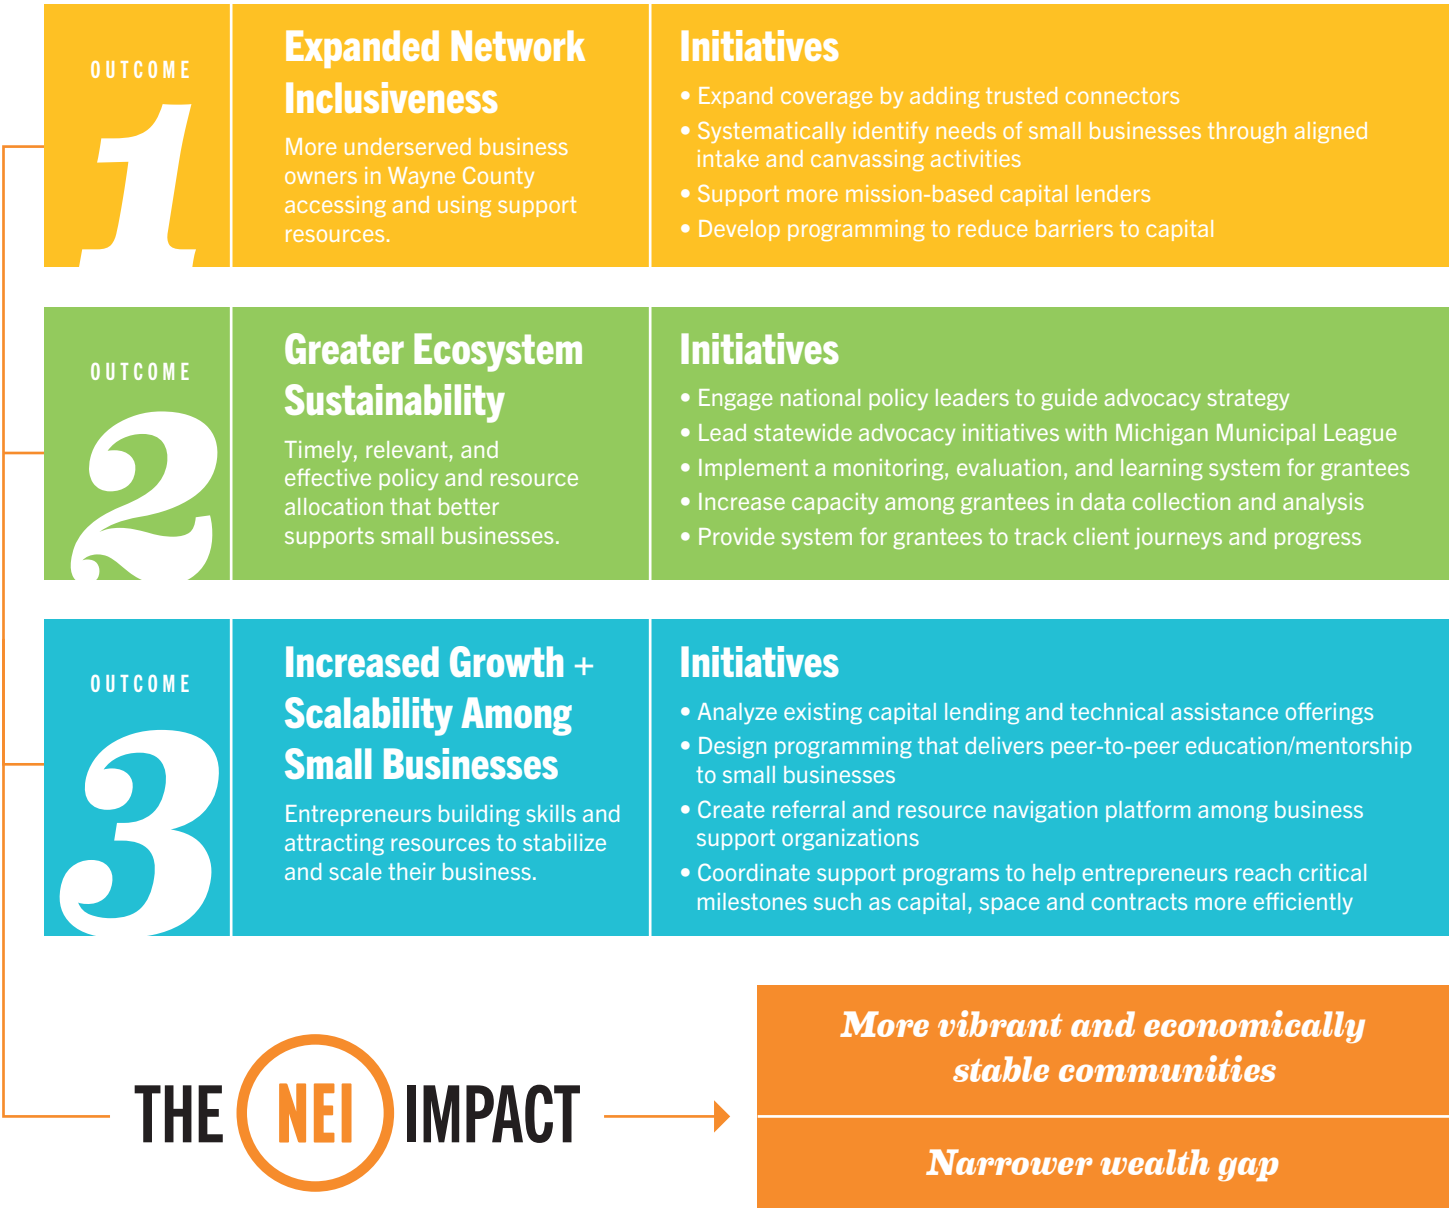 OUTCOME
1
Expanded Network
Inclusiveness
More underserved business
owners in Wayne County
accessing and using support
resources.
Initiatives
• Expand coverage by adding trusted connectors
• Systematically identify needs of small businesses through aligned
intake and canvassing activities
• Support more mission-based capital lenders
• Develop programming to reduce barriers to capital
OUTCOME
2
Greater Ecosystem
Sustainability
Timely, relevant, and
effective policy and resource
allocation that better
supports small businesses.
Initiatives
• Engage national policy leaders to guide advocacy strategy
• Lead statewide advocacy initiatives with Michigan Municipal League
• Implement a monitoring, evaluation, and learning system for grantees
• Increase capacity among grantees in data collection and analysis
• Provide system for grantees to track client journeys and progress
OUTCOME
3
Increased Growth +
Scalability Among
Small Businesses
Entrepreneurs building skills and
attracting resources to stabilize
and scale their business.
Initiatives
• Analyze existing capital lending and technical assistance offerings
• Design programming that delivers peer-to-peer education/mentorship
to small businesses
• Create referral and resource navigation platform among business
support organizations
• Coordinate support programs to help entrepreneurs reach critical
milestones such as capital, space and contracts more efficiently
THE NEI IMPACT
More vibrant and economically
stable communities
Narrower wealth gap